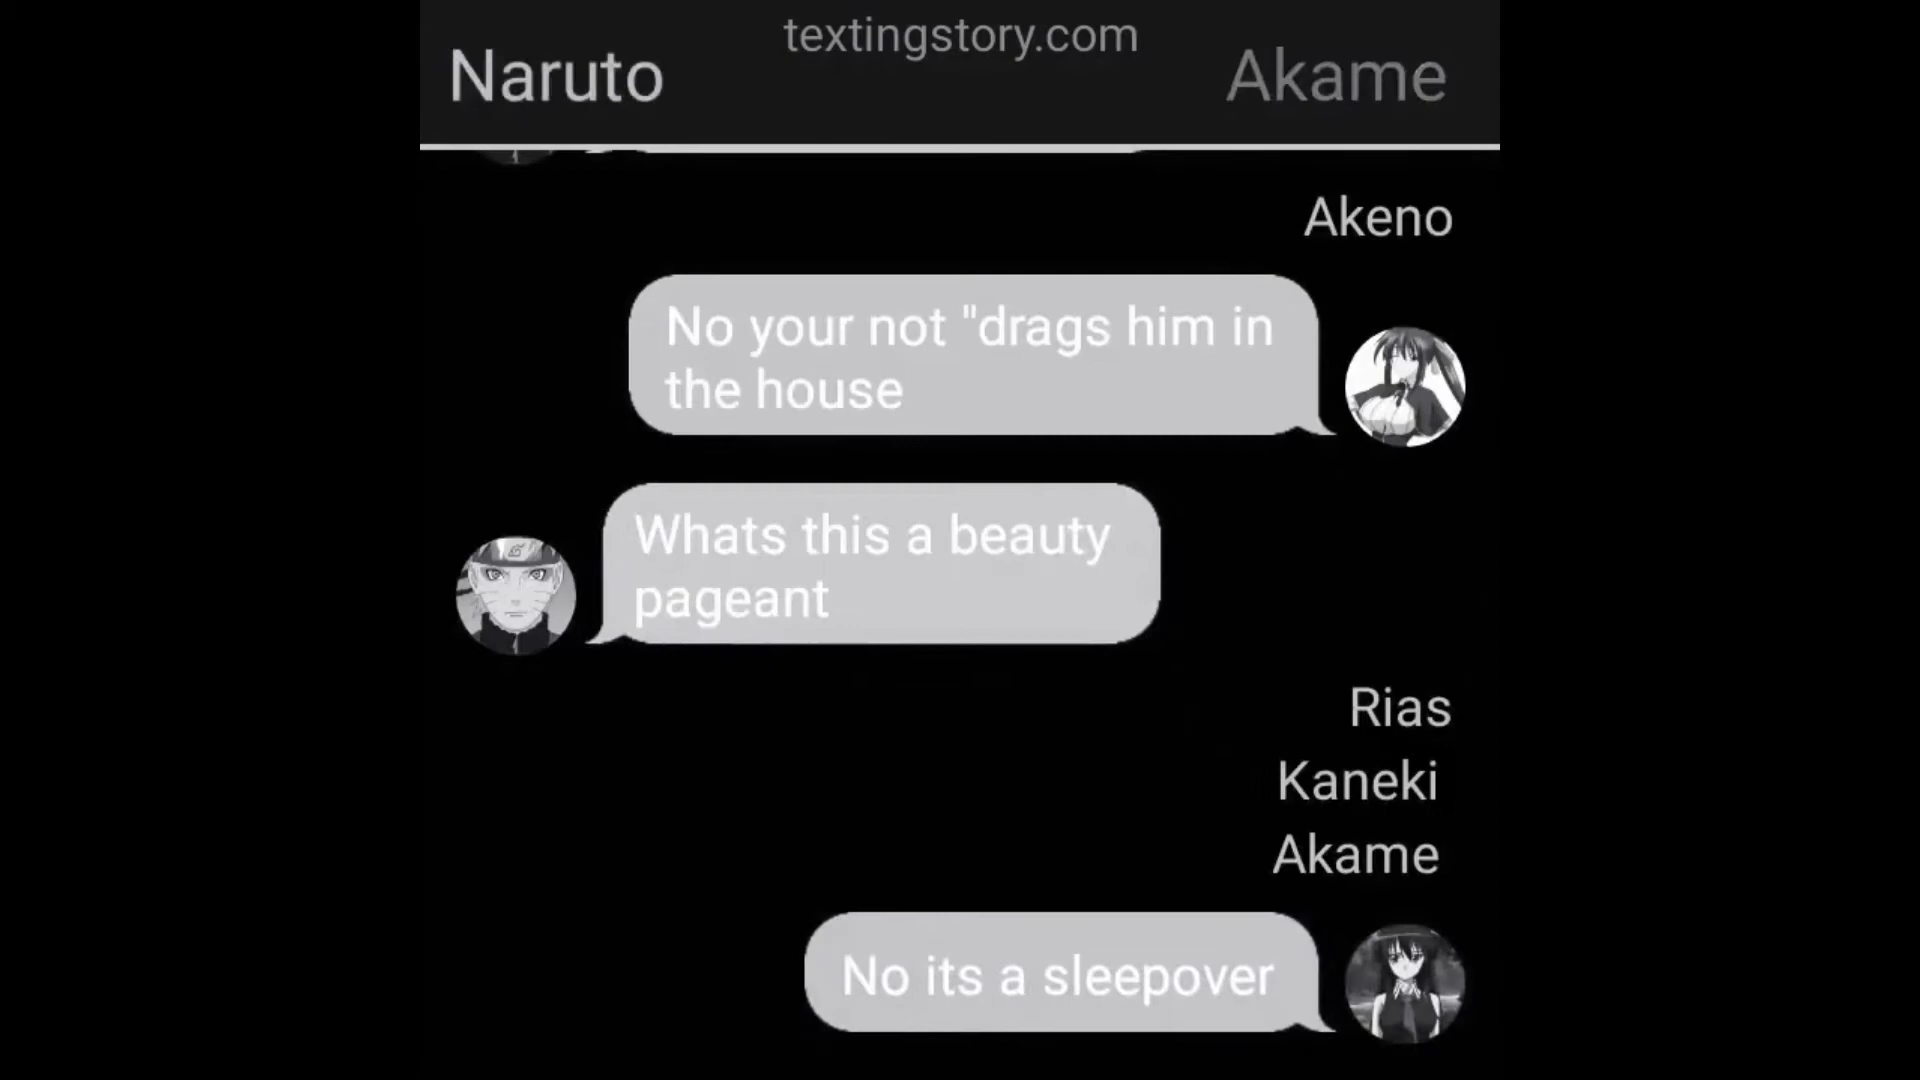 textingstory.com
Naruto
Akame
Akeno
No your not "drags him in
the house
Whats this a beauty
pageant
Rias
Kaneki
Akame
No its a sleepover